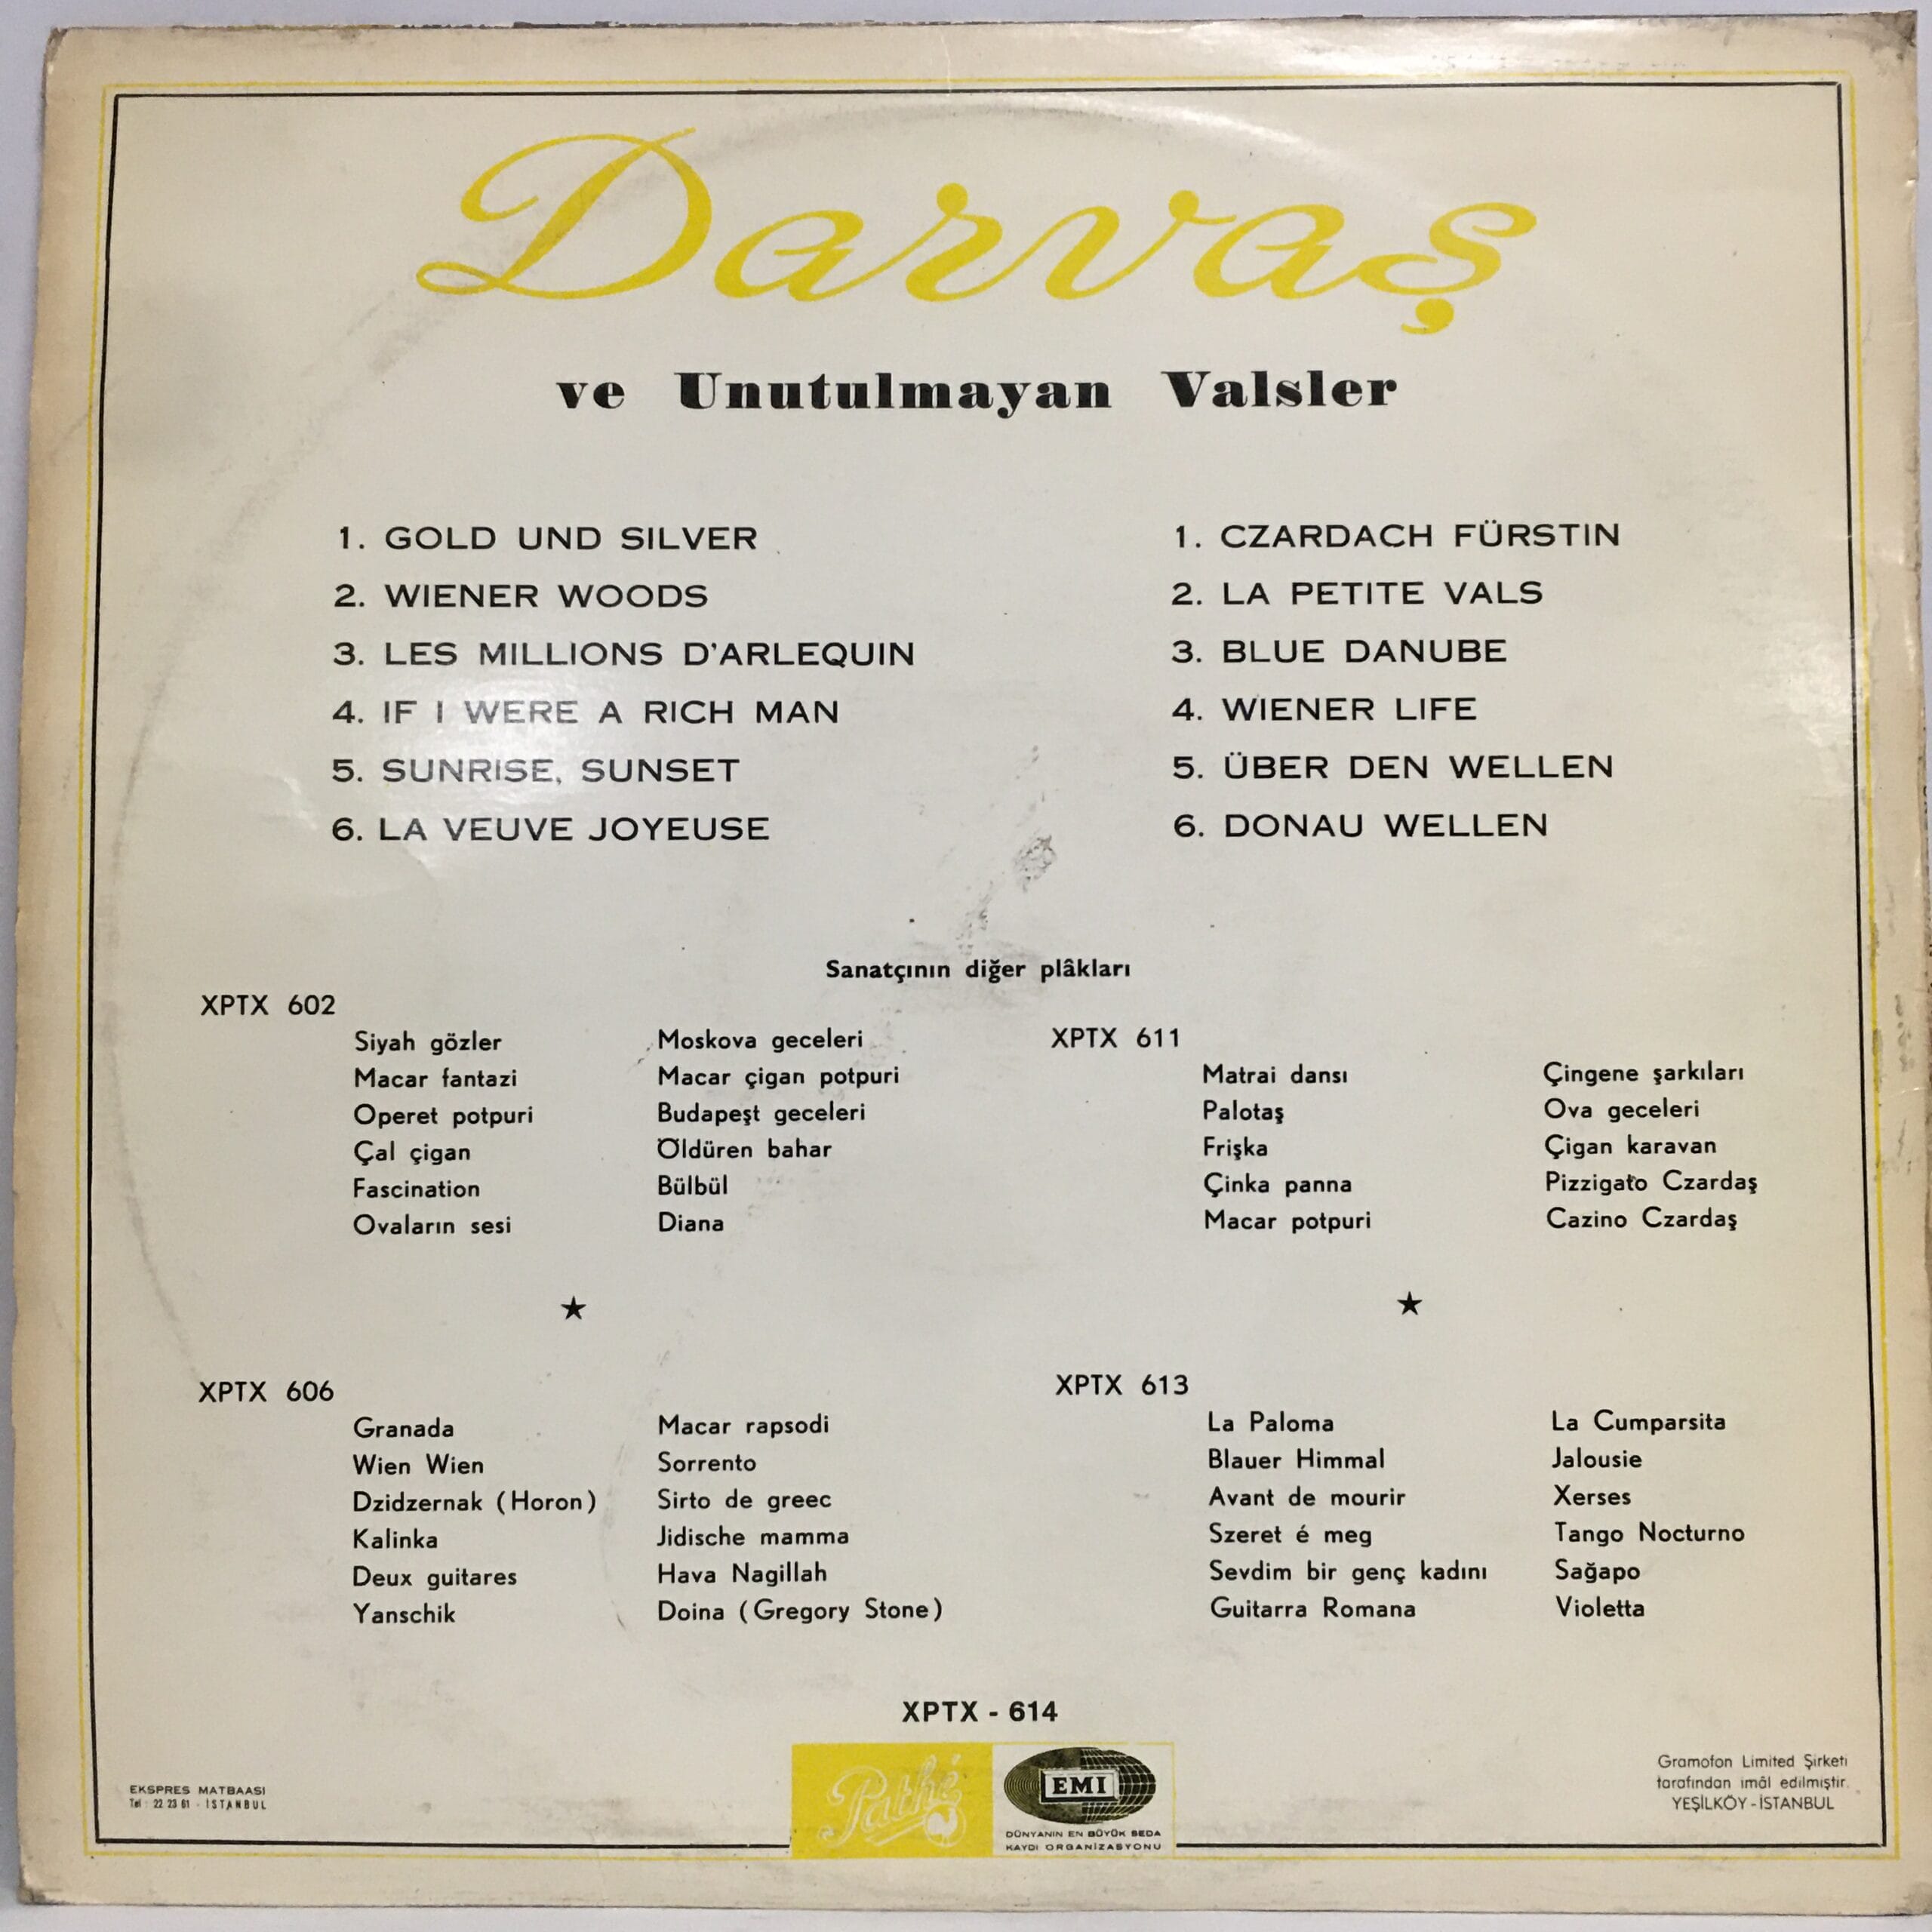 Darvaş
ve Unutulmayan Valsler
1. GOLD UND SILVER
2. WIENER WOODS
3. LES MILLIONS D'ARLEQUIN
4. IF I WERE A RICH MAN
5. SUNRISE, SUNSET
6. LA VEUVE JOYEUSE
1. CZARDACH FÜRSTIN
2. LA PETITE VALS
3. BLUE DANUBE
4. WIENER LIFE
5. ÜBER DEN WELLEN
6. DONAU WELLEN
Sanatçının diğer plâkları
XPTX 602
Siyah gözler
Macar fantazi
Operet potpuri
Çal çigan
Fascination
Ovaların sesi
Moskova geceleri
Macar çigan potpuri
Budapeşt geceleri
Öldüren bahar
Bülbül
Diana
XPTX 611
Matrai dansı
Palotaş
Frişka
Çinka panna
Macar potpuri
Çingene şarkıları
Ova geceleri
Çigan karavan
Pizzigato Czardaş
Cazino Czardaş
XPTX 606
Granada
Wien Wien
Dzidzernak (Horon)
Kalinka
Deux guitares
Yanschik
Macar rapsodi
Sorrento
Sirto de greec
Jidische mamma
Hava Nagillah
Doina (Gregory Stone)
XPTX 613
La Paloma
Blauer Himmal
Avant de mourir
Szeret é meg
Sevdim bir genç kadını
Guitarra Romana
La Cumparsita
Jalousie
Xerses
Tango Nocturno
Sağapo
Violetta
XPTX - 614
EKSPRES MATBAASI
Tel : 22 23 61 - İSTANBUL
Pathé
EMI
DÜNYANIN EN BÜYÜK SEDA
KAYDI ORGANİZASYONU
Gramofon Limited Şirketi
tarafından imâl edilmiştir.
YEŞİLKÖY - İSTANBUL